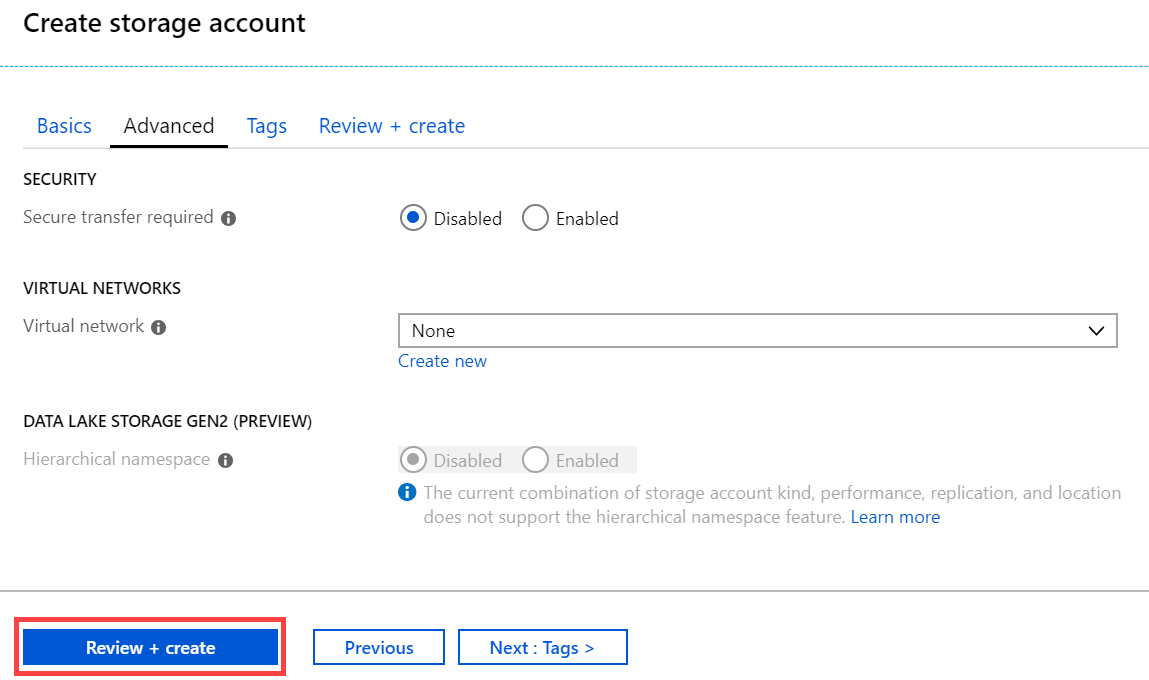 Create storage account
Basics Advanced Tags Review + create
SECURITY
Secure transfer required Disabled Enabled
VIRTUAL NETWORKS
Virtual network None
Create new
DATA LAKE STORAGE GEN2 (PREVIEW)
Hierarchical namespace Disabled Enabled
The current combination of storage account kind, performance, replication, and location
does not support the hierarchical namespace feature. Learn more
Review + create Previous Next : Tags >